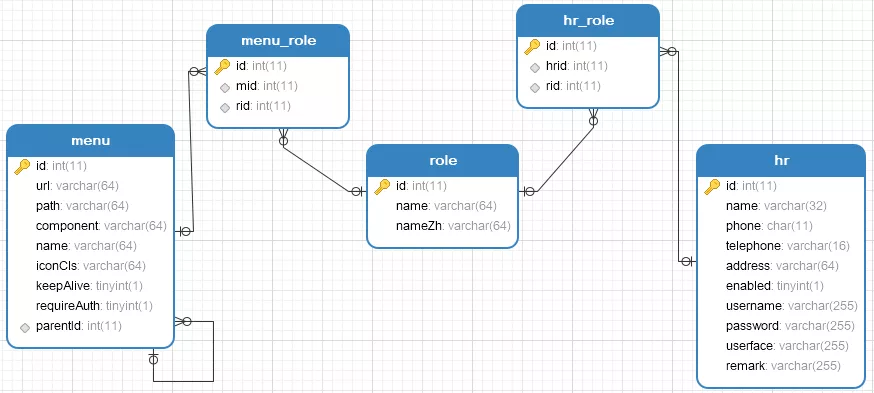 menu_role
id: int(11)
mid: int(11)
rid: int(11)
hr_role
id: int(11)
hrid: int(11)
rid: int(11)
menu
id: int(11)
url: varchar(64)
path: varchar(64)
component: varchar(64)
name: varchar(64)
iconCls: varchar(64)
keepAlive: tinyint(1)
requireAuth: tinyint(1)
parentId: int(11)
role
id: int(11)
name: varchar(64)
nameZh: varchar(64)
hr
id: int(11)
name: varchar(32)
phone: char(11)
telephone: varchar(16)
address: varchar(64)
enabled: tinyint(1)
username: varchar(255)
password: varchar(255)
userface: varchar(255)
remark: varchar(255)